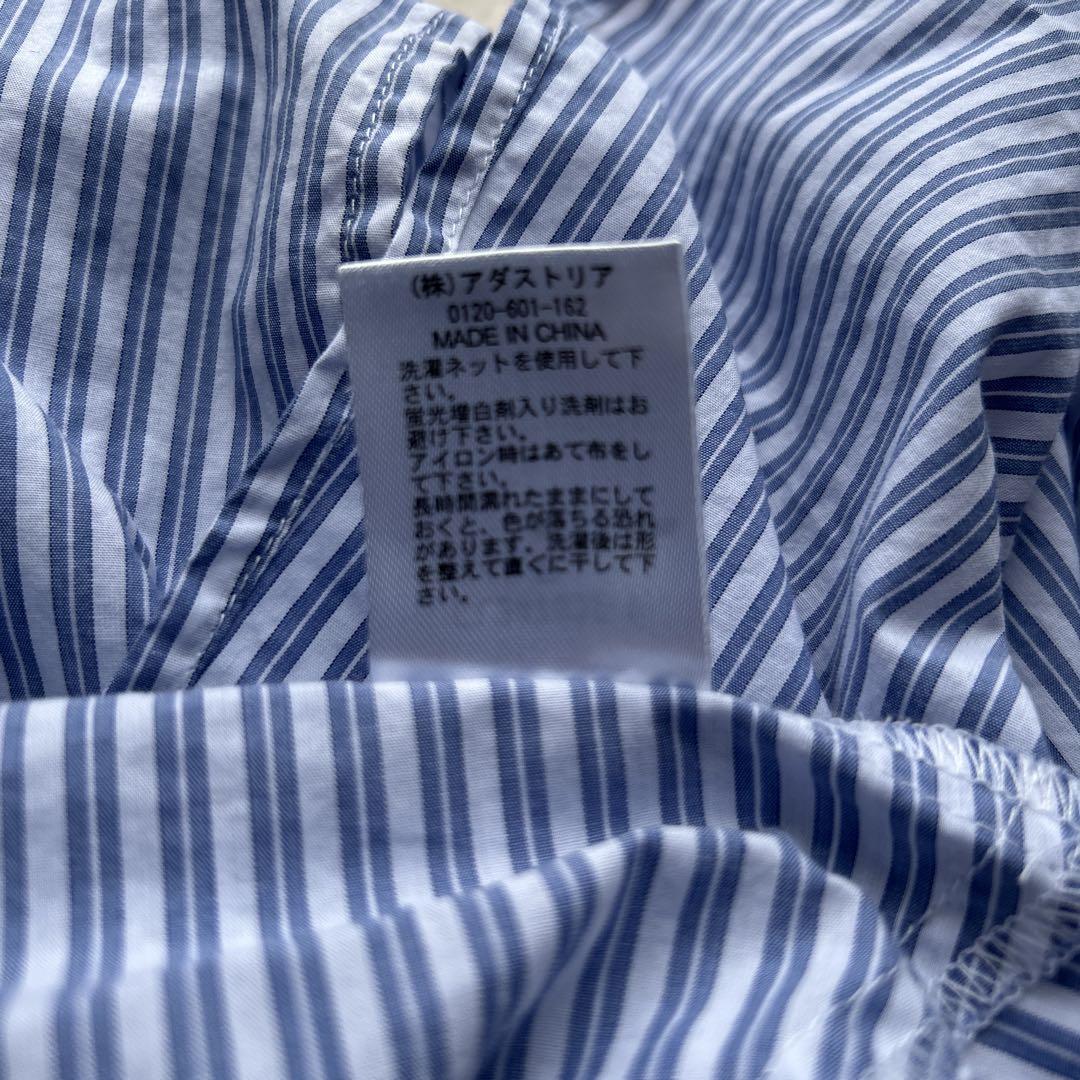 (株)アダストリア
0120-601-162
MADE IN CHINA
洗濯ネットを使用して下
さい。
蛍光増白剤入り洗剤はお
避け下さい。
アイロン時はあて布をし
て下さい。
長時間濡れたままにして
おくと、色が落ちる恐れ
があります。洗濯後は形
を整えて直ぐに干して下
さい。